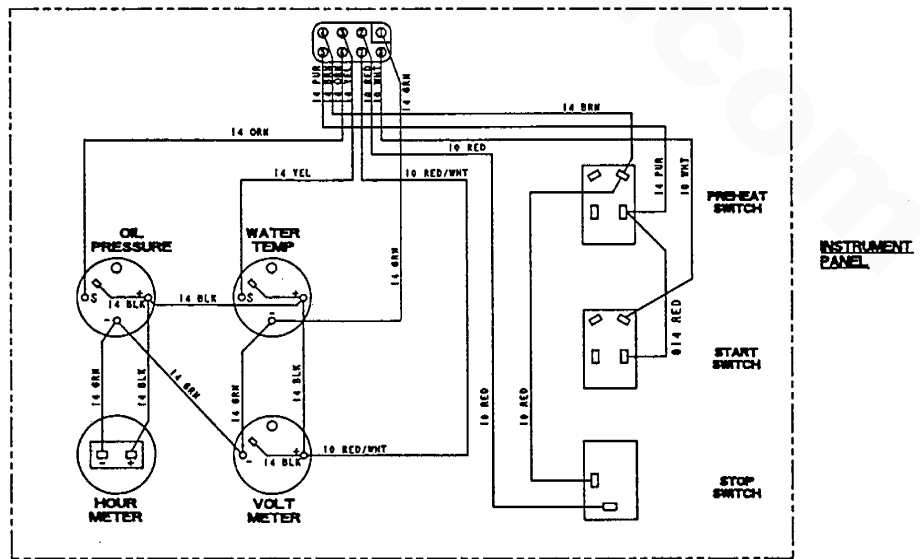 14 PUR
14 BRN
14 ORN
14 YEL
10 RED
10 WHT
14 GRN
14 BRN
14 ORN
10 RED
14 YEL
10 RED/WHT
14 PUR
10 WHT
PREHEAT
SWITCH
OIL
PRESSURE
WATER
TEMP
INSTRUMENT
PANEL
14 GRN
S
+
14 BLK
14 BLK
S
+
-
-
14 RED
START
SWITCH
14 GRN
14 BLK
14 GRN
14 GRN
14 BLK
10 RED
10 RED
- +
- +
14 BLK
10 RED/WHT
STOP
SWITCH
HOUR
METER
VOLT
METER
com